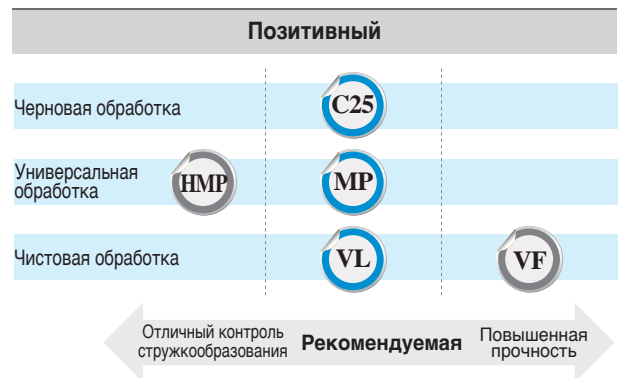 Позитивный
Черновая обработка
C25
Универсальная
обработка
HMP
MP
Чистовая обработка
VL
VF
Отличный контроль
стружкообразования
Рекомендуемая
Повышенная
прочность